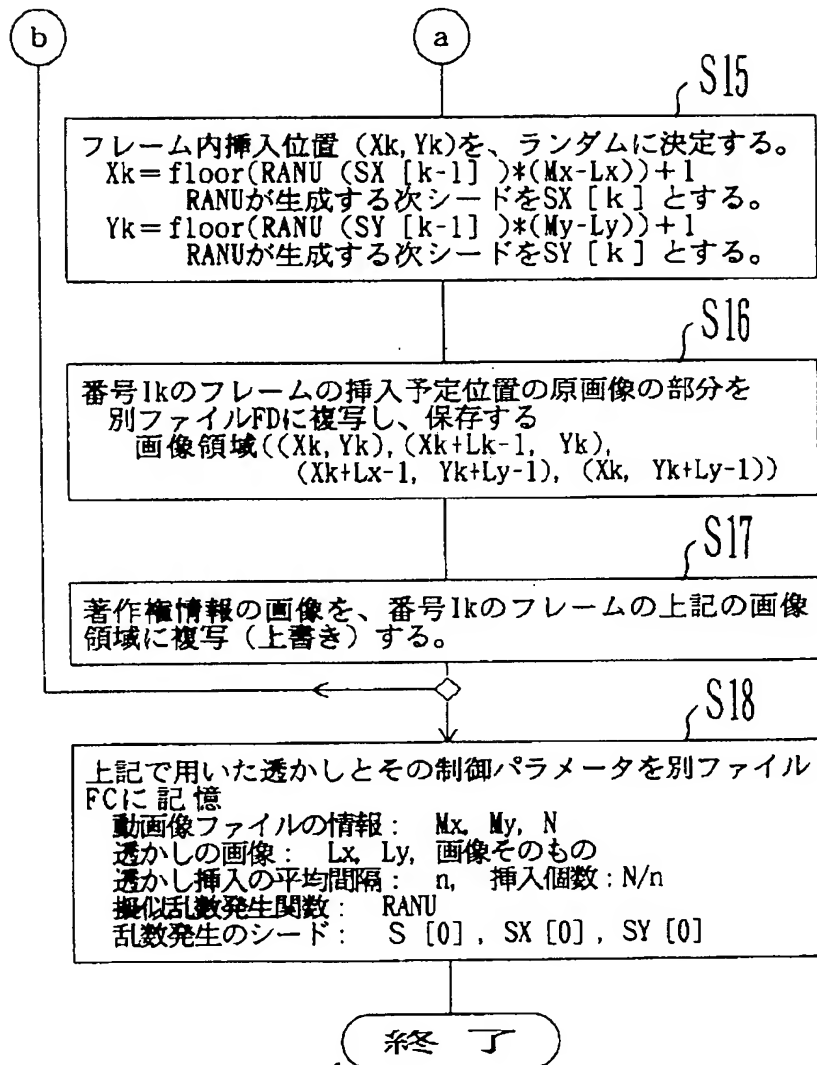 b
a
S15
フレーム内挿入位置 (Xk,Yk)を、ランダムに決定する。
Xk=floor(RANU (SX [k-1] )*(Mx-Lx))+1
RANUが生成する次シードをSX [k] とする。
Yk=floor(RANU (SY [k-1] )*(My-Ly))+1
RANUが生成する次シードをSY [k] とする。
S16
番号Ikのフレームの挿入予定位置の原画像の部分を
別ファイルFDに複写し、保存する
画像領域((Xk,Yk),(Xk+Lk-1, Yk),
(Xk+Lx-1, Yk+Ly-1), (Xk, Yk+Ly-1))
S17
著作権情報の画像を、番号Ikのフレームの上記の画像
領域に複写（上書き）する。
S18
上記で用いた透かしとその制御パラメータを別ファイル
FCに記憶
動画像ファイルの情報： Mx, My, N
透かしの画像： Lx, Ly, 画像そのもの
透かし挿入の平均間隔： n, 挿入個数：N/n
擬似乱数発生関数： RANU
乱数発生のシード： S [0] , SX [0] , SY [0]
終 了